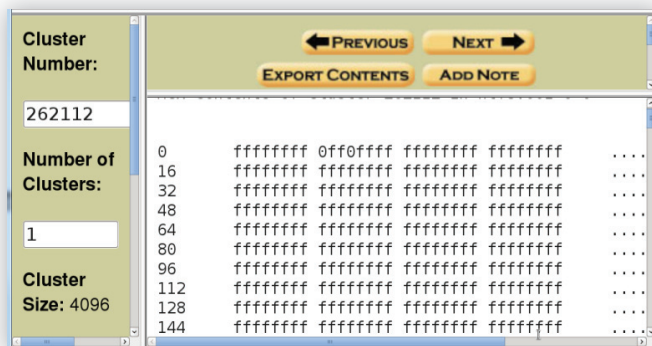 Cluster
Number:
262112
Number of
Clusters:
1
Cluster
Size: 4096
PREVIOUS
NEXT
EXPORT CONTENTS
ADD NOTE
0 ffffffff 0ff0ffff ffffffff ffffffff ....
16 ffffffff ffffffff ffffffff ffffffff ....
32 ffffffff ffffffff ffffffff ffffffff ....
48 ffffffff ffffffff ffffffff ffffffff ....
64 ffffffff ffffffff ffffffff ffffffff ....
80 ffffffff ffffffff ffffffff ffffffff ....
96 ffffffff ffffffff ffffffff ffffffff ....
112 ffffffff ffffffff ffffffff ffffffff ....
128 ffffffff ffffffff ffffffff ffffffff ....
144 ffffffff ffffffff ffffffff ffffffff ....